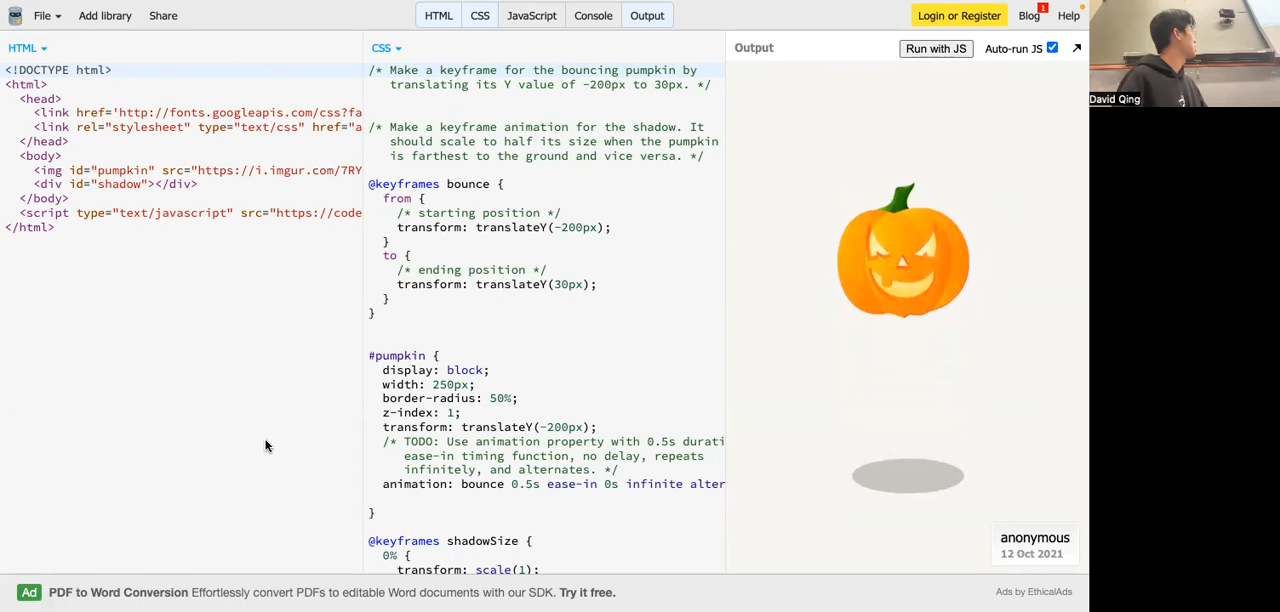 File
Add library
Share
HTML
CSS
JavaScript
Console
Output
Login or Register
Blog
1
Help
HTML
<!DOCTYPE html>
<html>
<head>
<link href='http://fonts.googleapis.com/css?fa
<link rel="stylesheet" type="text/css" href="a
</head>
<body>
<img id="pumpkin" src="https://i.imgur.com/7RY
<div id="shadow"></div>
</body>
<script type="text/javascript" src="https://code
</html>
CSS
/* Make a keyframe for the bouncing pumpkin by
translating its Y value of -200px to 30px. */
/* Make a keyframe animation for the shadow. It
should scale to half its size when the pumpkin
is farthest to the ground and vice versa. */
@keyframes bounce {
from {
/* starting position */
transform: translateY(-200px);
}
to {
/* ending position */
transform: translateY(30px);
}
}
#pumpkin {
display: block;
width: 250px;
border-radius: 50%;
z-index: 1;
transform: translateY(-200px);
/* TODO: Use animation property with 0.5s durati
ease-in timing function, no delay, repeats
infinitely, and alternates. */
animation: bounce 0.5s ease-in 0s infinite alter
}
@keyframes shadowSize {
0% {
transform: scale(1);
Output
Run with JS
Auto-run JS
anonymous
12 Oct 2021
David Qing
Ad PDF to Word Conversion Effortlessly convert PDFs to editable Word documents with our SDK. Try it free.
Ads by EthicalAds